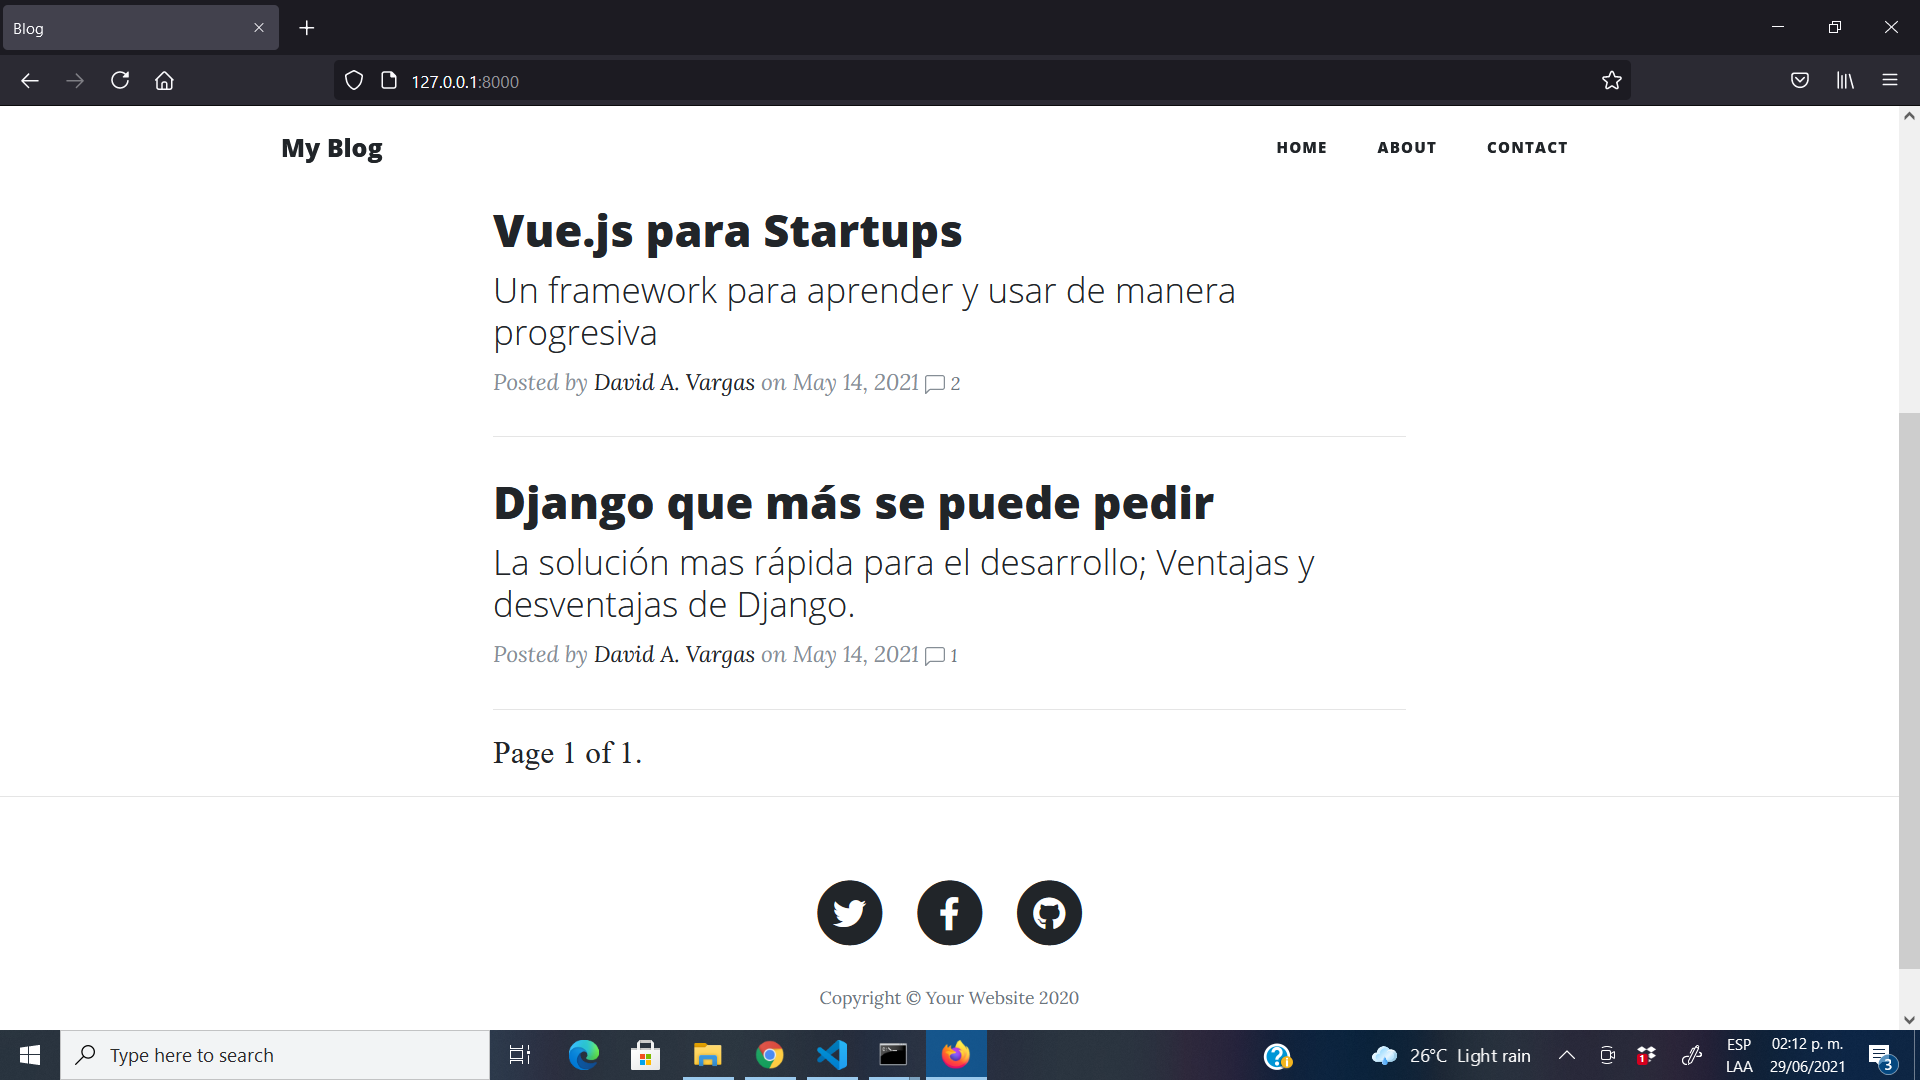 Blog
127.0.0.1:8000
My Blog
HOME ABOUT CONTACT
Vue.js para Startups
Un framework para aprender y usar de manera
progresiva
Posted by David A. Vargas on May 14, 2021 2
Django que más se puede pedir
La solución mas rápida para el desarrollo; Ventajas y
desventajas de Django.
Posted by David A. Vargas on May 14, 2021 1
Page 1 of 1.
Copyright © Your Website 2020
Type here to search
26°C Light rain
1
ESP
LAA
02:12 p. m.
29/06/2021
3